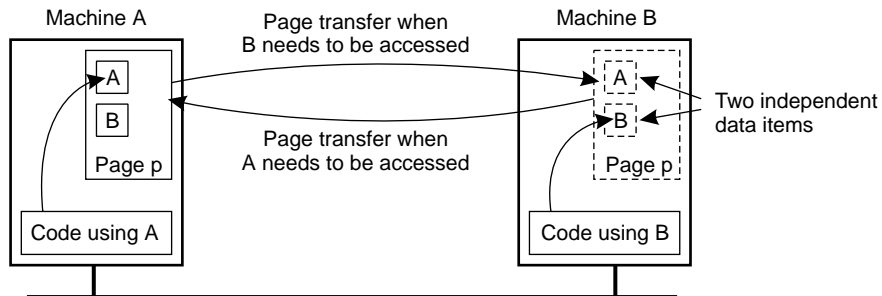 Machine A
Page transfer when
B needs to be accessed
Machine B
A
B
Page p
A
B
Page p
Two independent
data items
Page transfer when
A needs to be accessed
Code using A
Code using B